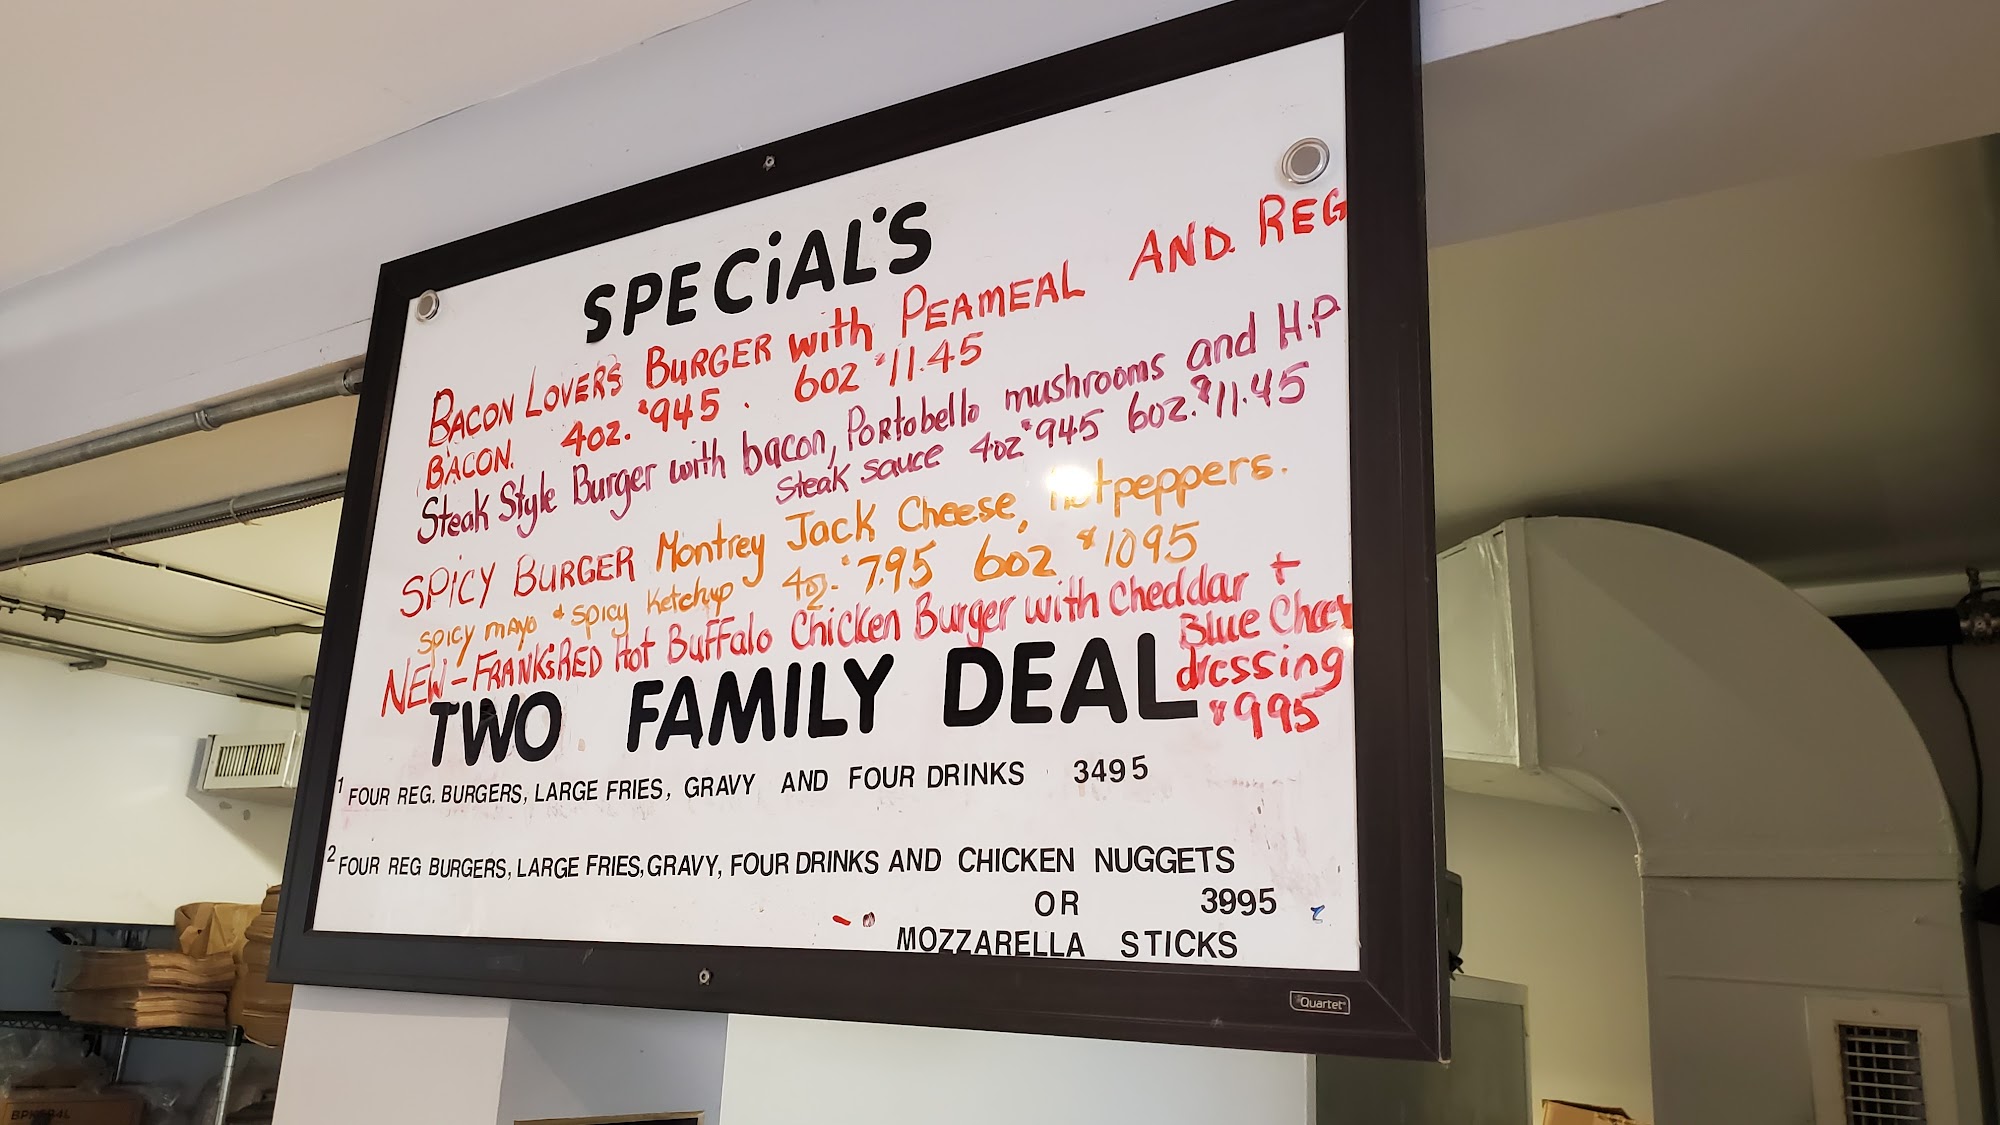 SPECiAL'S
BACON LOVERS BURGER with PEAMEAL AND. REG
BACON. 4oz. $945. 6oz $11.45
Steak Style Burger with bacon, Portobello mushrooms and H.P.
Steak sauce 4oz $945 6oz. $11.45
SPICY BURGER Montrey Jack Cheese, hot peppers.
SPICY mayo & spicy Ketchup 4oz. $7.95 6oz $1095
NEW - FRANK'S RED Hot Buffalo Chicken Burger with Cheddar +
Blue Chees
dressing
$995
TWO FAMILY DEAL
1 FOUR REG. BURGERS, LARGE FRIES, GRAVY AND FOUR DRINKS 3495
2 FOUR REG BURGERS, LARGE FRIES, GRAVY, FOUR DRINKS AND CHICKEN NUGGETS
OR 3995
MOZZARELLA STICKS
Quartet